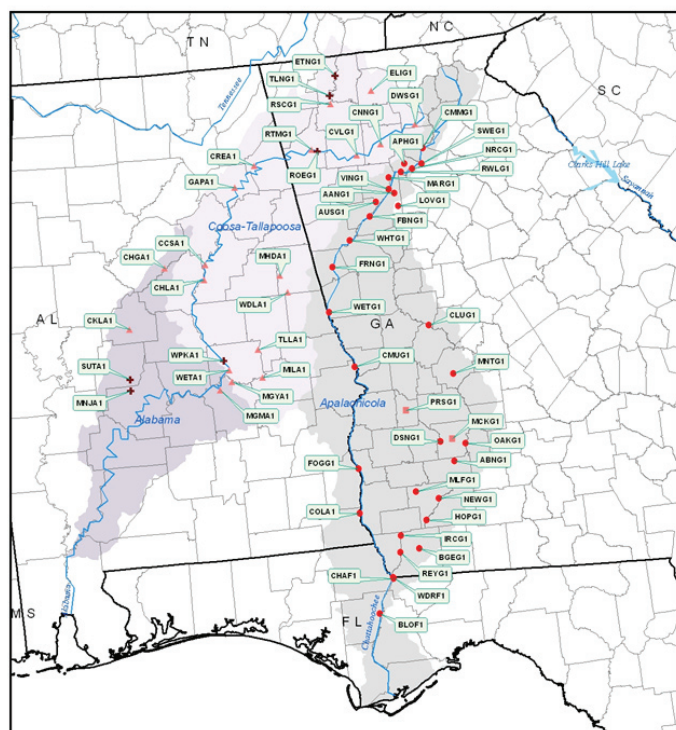 TN
NC
SC
ETNG1
TLNG1
RSCG1
ELIG1
DWSG1
CNNG1
CMMG1
Tennessee
RTMG1
CVLG1
APHG1
SWEG1
CREA1
NRCG1
Clarks Hill Lake
ROEG1
VING1
RWLG1
GAPA1
AANG1
MARG1
Savannah
AUSG1
LOVG1
FBNG1
Coosa-Tallapoosa
WHTG1
CCSA1
CHGA1
MHDA1
FRNG1
CHLA1
WDLA1
WETG1
CLUG1
AL
CKLA1
GA
TLLA1
WPKA1
CMUG1
MNTG1
SUTA1
WETA1
MILA1
MNJA1
MGYA1
PRSG1
Apalachicola
MGMA1
Alabama
MCKG1
DSNG1
OAKG1
ABNG1
FOGG1
MLFG1
NEWG1
COLA1
HOPG1
IRCG1
BGEG1
CHAF1
REYG1
WDRF1
MS
Alabama
FL
Chattahoochee
BLOF1